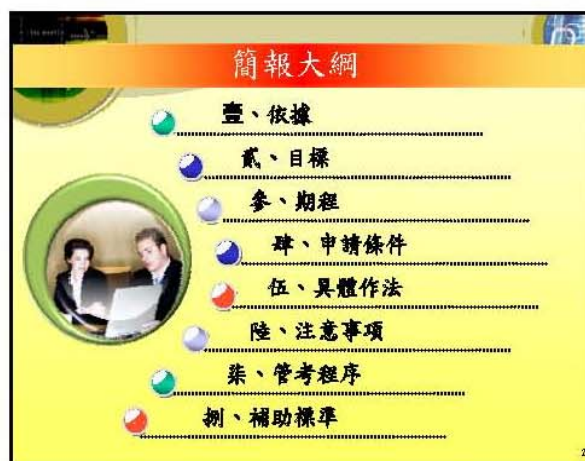 簡報大綱
壹、依據
貳、目標
參、期程
肆、申請條件
伍、具體作法
陸、注意事項
柒、管考程序
捌、補助標準
2